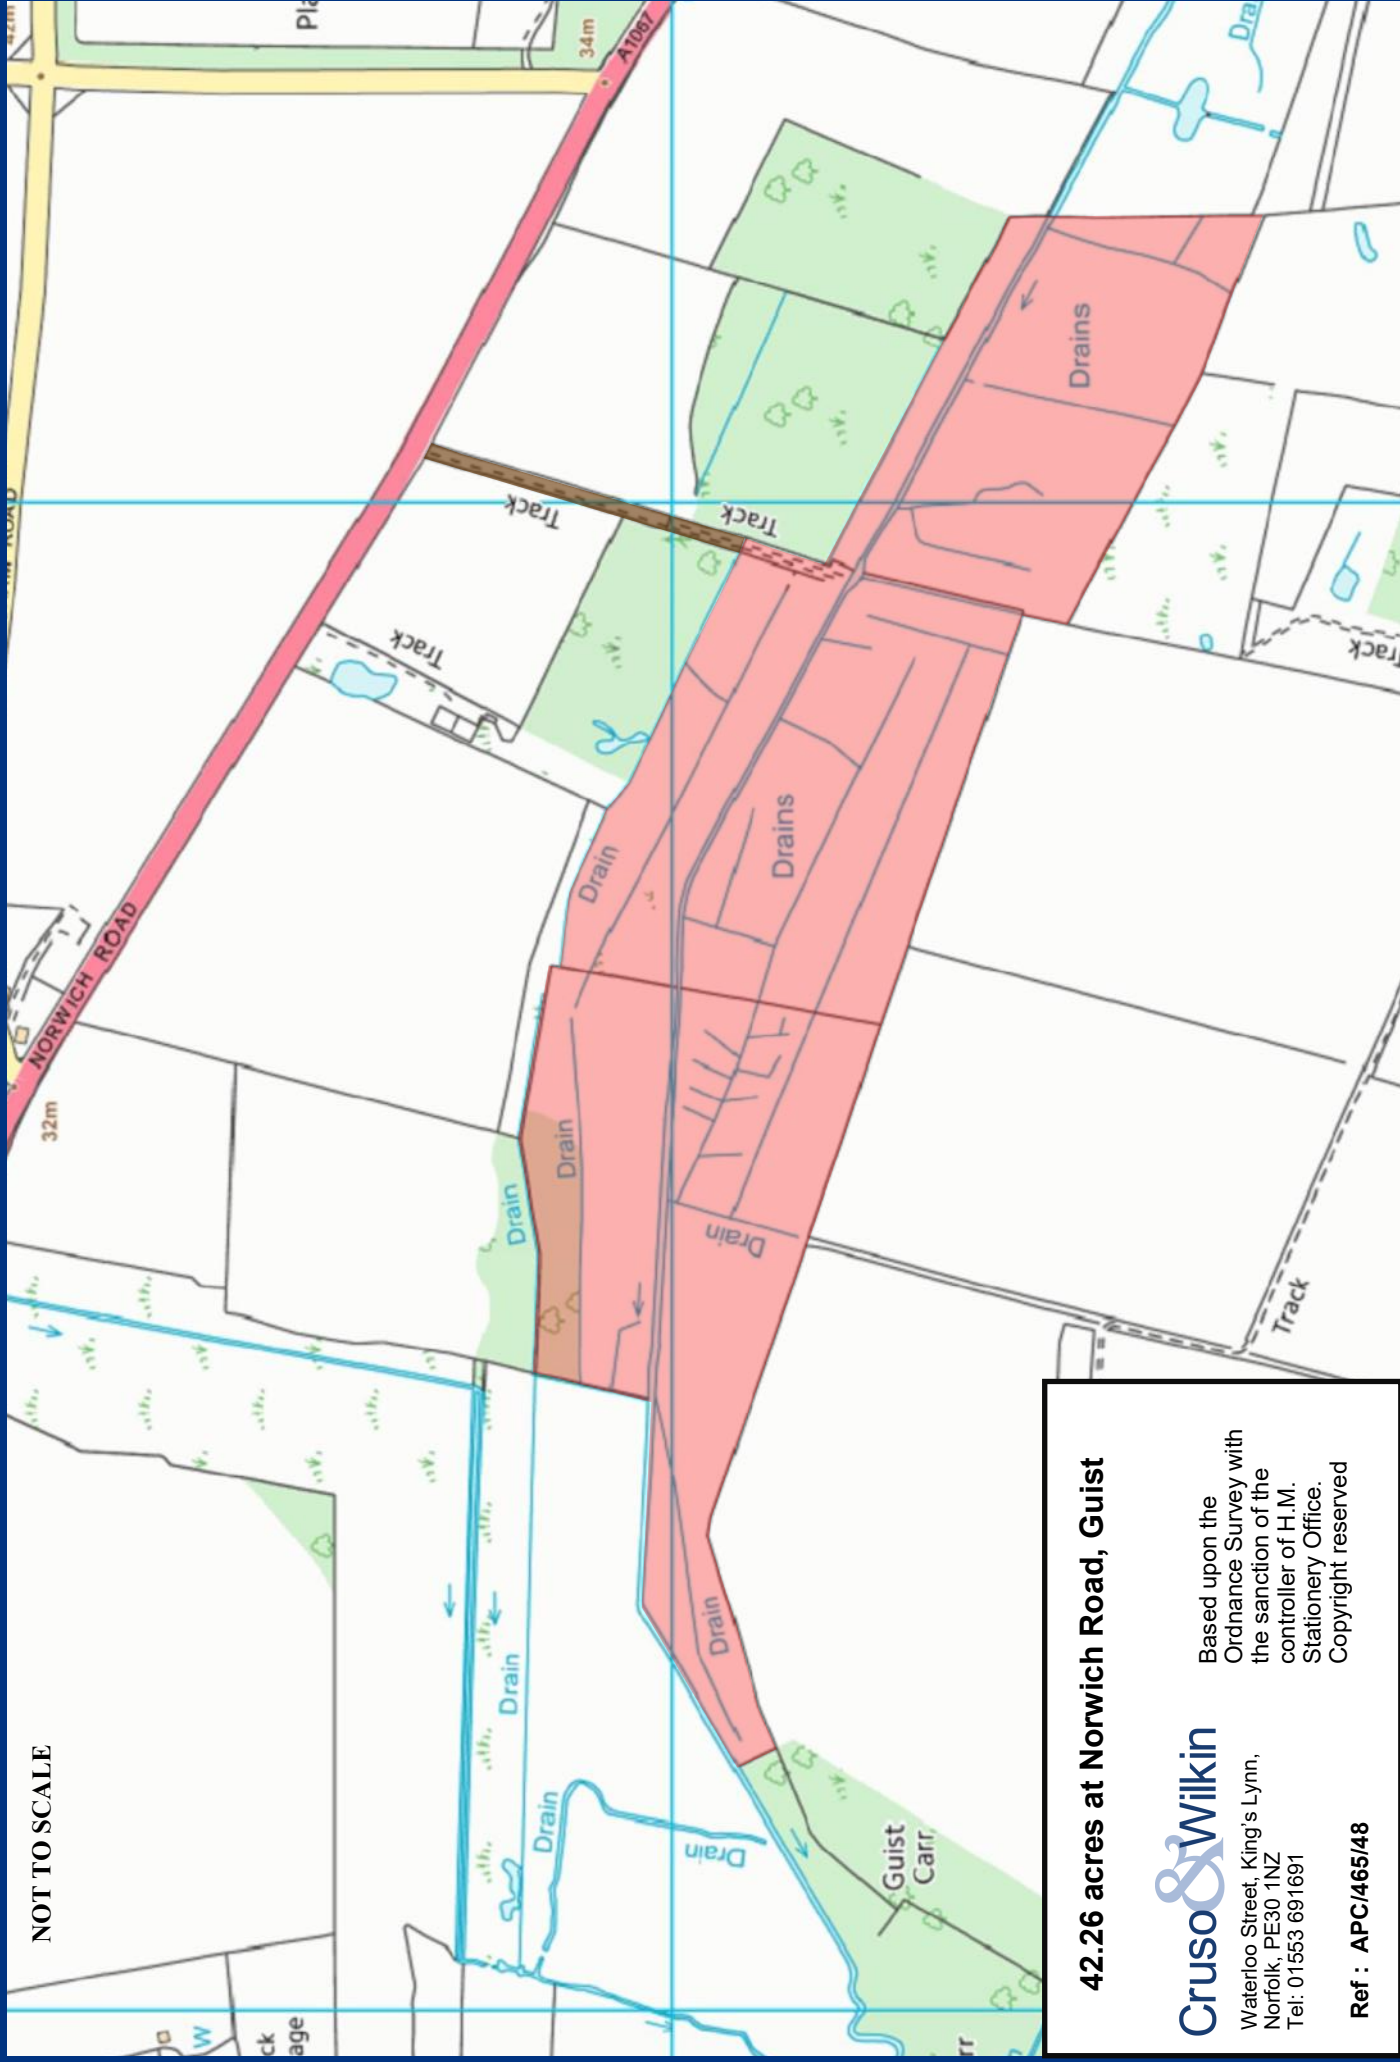 NOT TO SCALE
32m
NORWICH ROAD
ROAD
34m
A1067
Track
Track
Track
Drain
Drain
Drain
Drain
Drain
Drain
Drain
Drain
Drains
Drains
Track
Track
Guist
Carr
42.26 acres at Norwich Road, Guist
Cruso & Wilkin
Waterloo Street, King's Lynn,
Norfolk, PE30 1NZ
Tel: 01553 691691
Ref : APC/465/48
Based upon the
Ordnance Survey with
the sanction of the
controller of H.M.
Stationery Office.
Copyright reserved
W